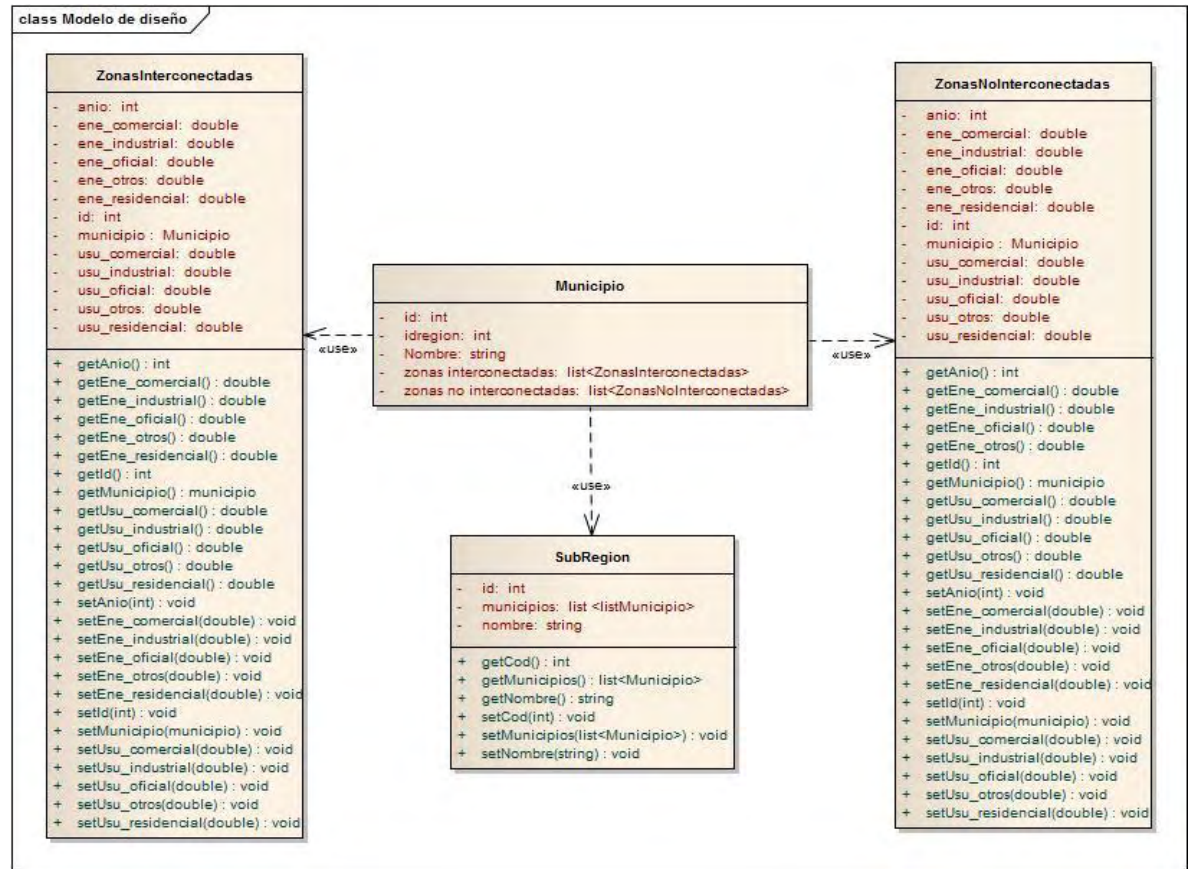 class Modelo de diseño
ZonasInterconectadas
- anio: int
- ene_comercial: double
- ene_industrial: double
- ene_oficial: double
- ene_otros: double
- ene_residencial: double
- id: int
- municipio : Municipio
- usu_comercial: double
- usu_industrial: double
- usu_oficial: double
- usu_otros: double
- usu_residencial: double
+ getAnio() : int
+ getEne_comercial() : double
+ getEne_industrial() : double
+ getEne_oficial() : double
+ getEne_otros() : double
+ getEne_residencial() : double
+ getId() : int
+ getMunicipio() : municipio
+ getUsu_comercial() : double
+ getUsu_industrial() : double
+ getUsu_oficial() : double
+ getUsu_otros() : double
+ getUsu_residencial() : double
+ setAnio(int) : void
+ setEne_comercial(double) : void
+ setEne_industrial(double) : void
+ setEne_oficial(double) : void
+ setEne_otros(double) : void
+ setEne_residencial(double) : void
+ setId(int) : void
+ setMunicipio(municipio) : void
+ setUsu_comercial(double) : void
+ setUsu_industrial(double) : void
+ setUsu_oficial(double) : void
+ setUsu_otros(double) : void
+ setUsu_residencial(double) : void
«use»
Municipio
- id: int
- idregion: int
- Nombre: string
- zonas interconectadas: list<ZonasInterconectadas>
- zonas no interconectadas: list<ZonasNoInterconectadas>
«use»
«use»
SubRegion
- id: int
- municipios: list <listMunicipio>
- nombre: string
+ getCod() : int
+ getMunicipios() : list<Municipio>
+ getNombre() : string
+ setCod(int) : void
+ setMunicipios(list<Municipio>) : void
+ setNombre(string) : void
ZonasNoInterconectadas
- anio: int
- ene_comercial: double
- ene_industrial: double
- ene_oficial: double
- ene_otros: double
- ene_residencial: double
- id: int
- municipio : Municipio
- usu_comercial: double
- usu_industrial: double
- usu_oficial: double
- usu_otros: double
- usu_residencial: double
+ getAnio() : int
+ getEne_comercial() : double
+ getEne_industrial() : double
+ getEne_oficial() : double
+ getEne_otros() : double
+ getEne_residencial() : double
+ getId() : int
+ getMunicipio() : municipio
+ getUsu_comercial() : double
+ getUsu_industrial() : double
+ getUsu_oficial() : double
+ getUsu_otros() : double
+ getUsu_residencial() : double
+ setAnio(int) : void
+ setEne_comercial(double) : void
+ setEne_industrial(double) : void
+ setEne_oficial(double) : void
+ setEne_otros(double) : void
+ setEne_residencial(double) : void
+ setId(int) : void
+ setMunicipio(municipio) : void
+ setUsu_comercial(double) : void
+ setUsu_industrial(double) : void
+ setUsu_oficial(double) : void
+ setUsu_otros(double) : void
+ setUsu_residencial(double) : void